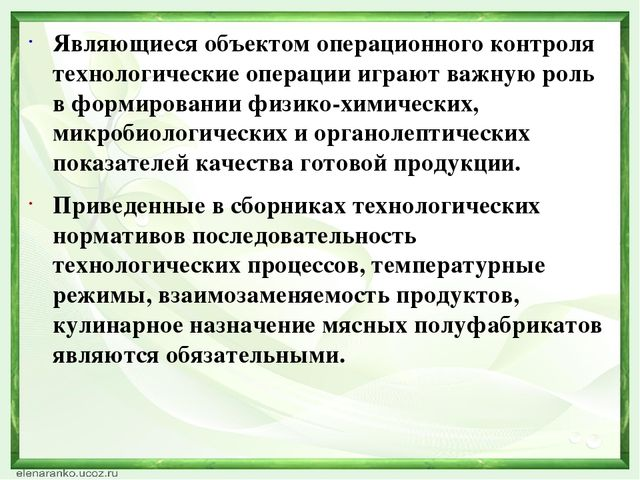 Являющиеся объектом операционного контроля
технологические операции играют важную роль
в формировании физико-химических,
микробиологических и органолептических
показателей качества готовой продукции.
Приведенные в сборниках технологических
нормативов последовательность
технологических процессов, температурные
режимы, взаимозаменяемость продуктов,
кулинарное назначение мясных полуфабрикатов
являются обязательными.
elenaranko.ucoz.ru